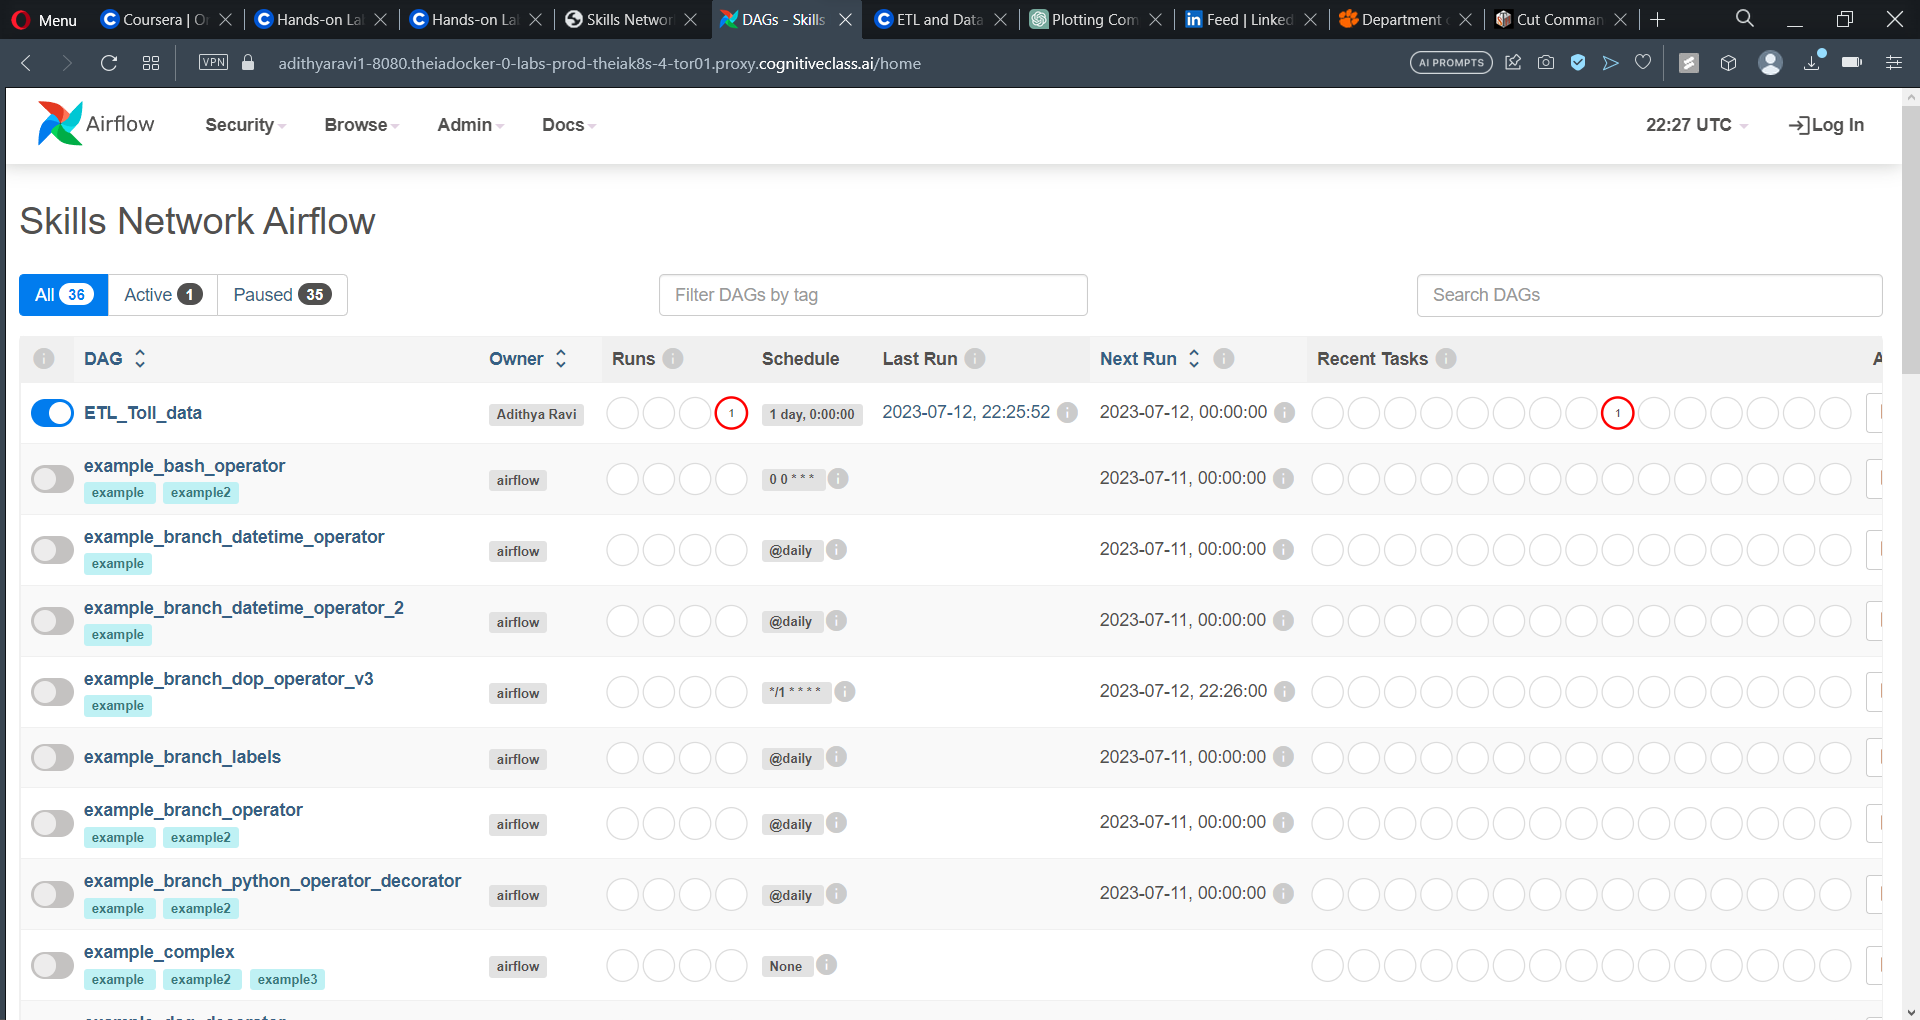 Menu
Coursera | On
Hands-on La
Hands-on La
Skills Networ
DAGs - Skills
ETL and Data
Plotting Com
Feed | Linked
Department
Cut Comman
VPN
adithyaravi1-8080.theiadocker-0-labs-prod-theiak8s-4-tor01.proxy.cognitiveclass.ai/home
AI PROMPTS
Airflow
Security
Browse
Admin
Docs
22:27 UTC
Log In
Skills Network Airflow
All 36
Active 1
Paused 35
Filter DAGs by tag
Search DAGs
DAG Owner Runs Schedule Last Run Next Run Recent Tasks
ETL_Toll_data Adithya Ravi 1 1 day, 0:00:00 2023-07-12, 22:25:52 2023-07-12, 00:00:00 1
example_bash_operator airflow 0 0 * * * 2023-07-11, 00:00:00
example example2
example_branch_datetime_operator airflow @daily 2023-07-11, 00:00:00
example
example_branch_datetime_operator_2 airflow @daily 2023-07-11, 00:00:00
example
example_branch_dop_operator_v3 airflow */1 * * * * 2023-07-12, 22:26:00
example
example_branch_labels airflow @daily 2023-07-11, 00:00:00
example_branch_operator airflow @daily 2023-07-11, 00:00:00
example example2
example_branch_python_operator_decorator airflow @daily 2023-07-11, 00:00:00
example example2
example_complex airflow None
example example2 example3